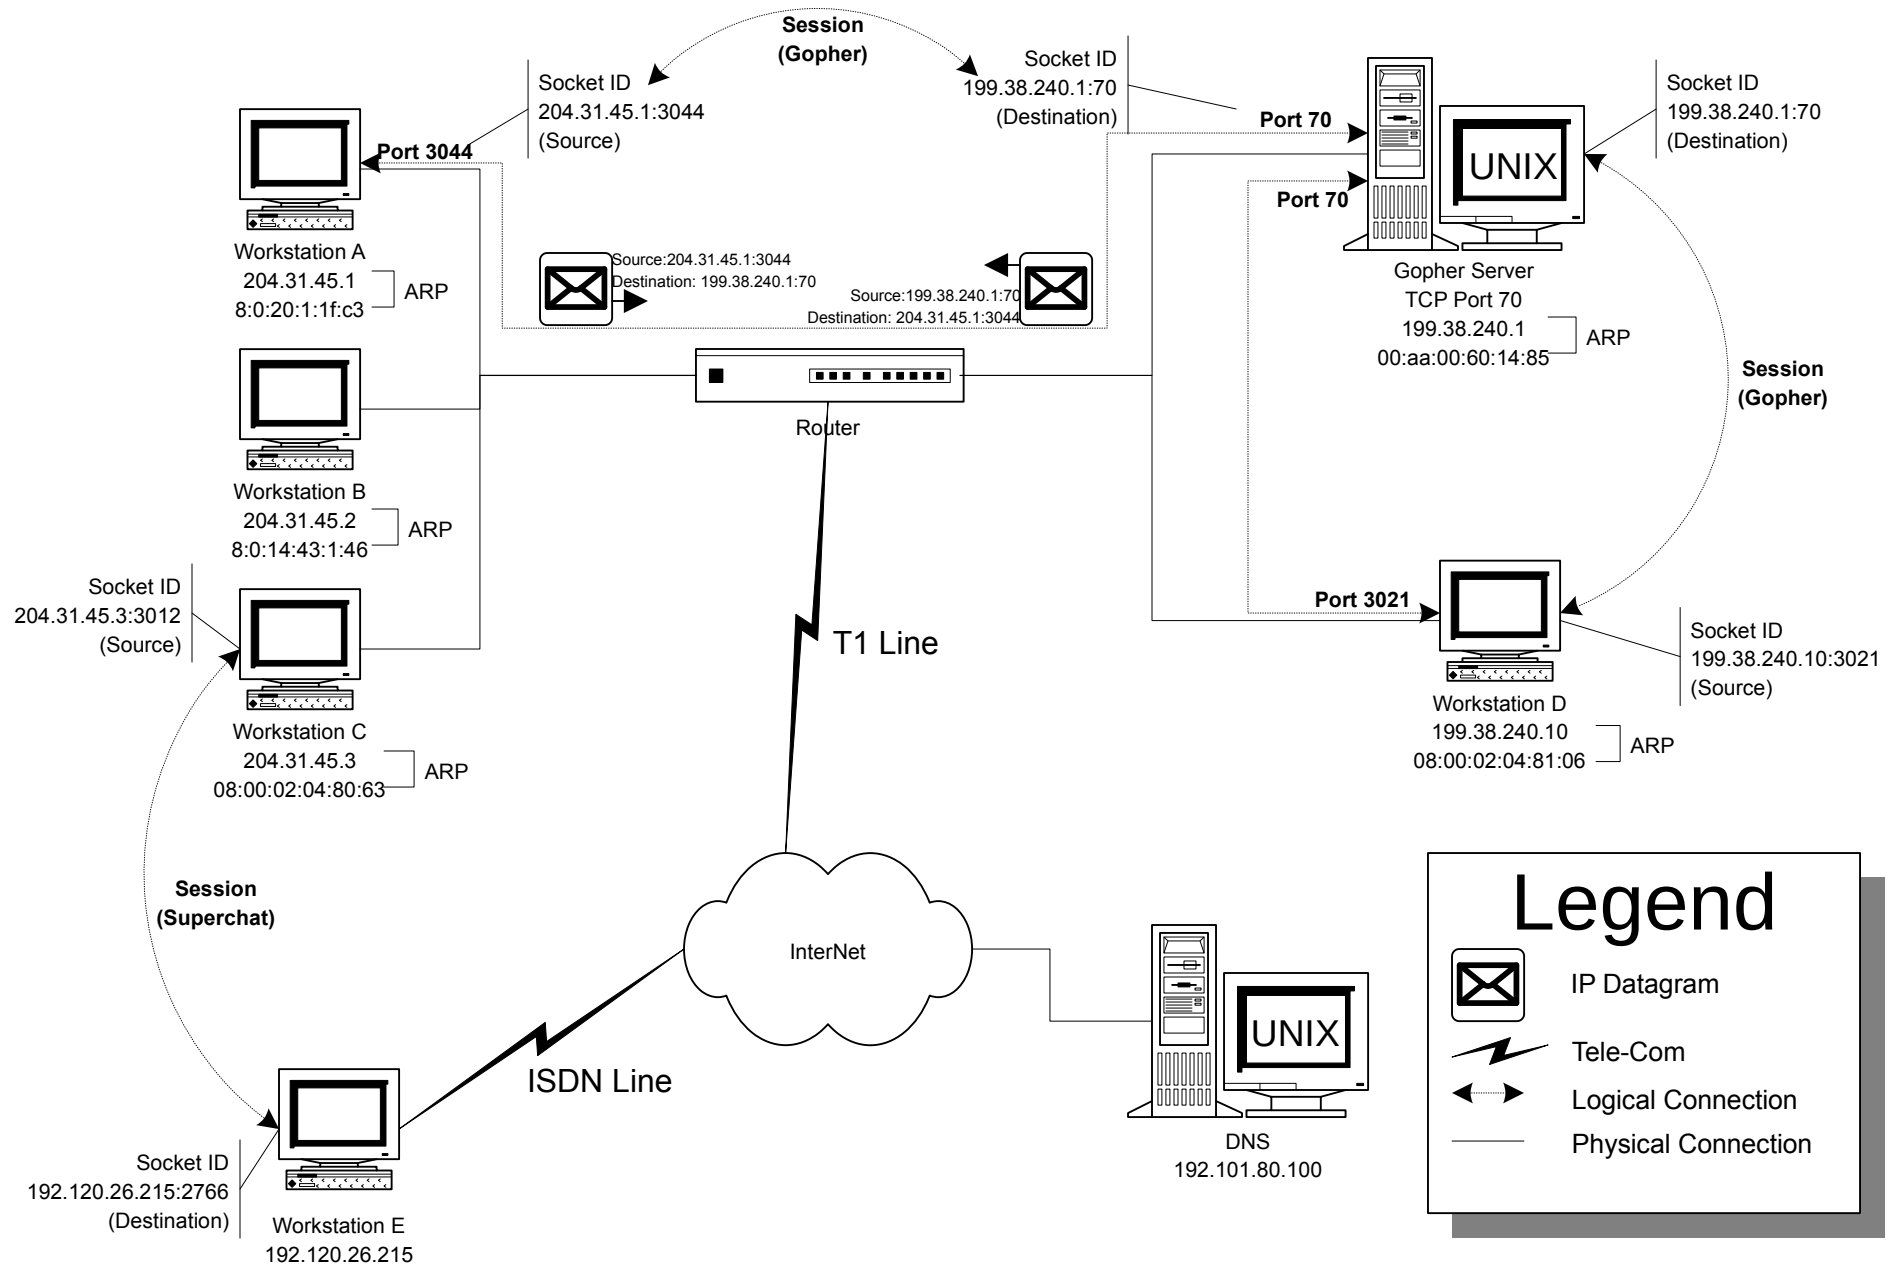 Session
(Gopher)
Socket ID
204.31.45.1:3044
(Source)
Socket ID
199.38.240.1:70
(Destination)
Socket ID
199.38.240.1:70
(Destination)
Port 3044
Port 70
Port 70
UNIX
Workstation A
204.31.45.1
8:0:20:1:1f:c3
ARP
Source:204.31.45.1:3044
Destination: 199.38.240.1:70
Source:199.38.240.1:70
Destination: 204.31.45.1:3044
Gopher Server
TCP Port 70
199.38.240.1
00:aa:00:60:14:85
ARP
Session
(Gopher)
Router
Workstation B
204.31.45.2
8:0:14:43:1:46
ARP
Socket ID
204.31.45.3:3012
(Source)
T1 Line
Port 3021
Socket ID
199.38.240.10:3021
(Source)
Workstation C
204.31.45.3
08:00:02:04:80:63
ARP
Workstation D
199.38.240.10
08:00:02:04:81:06
ARP
Session
(Superchat)
InterNet
ISDN Line
UNIX
DNS
192.101.80.100
Socket ID
192.120.26.215:2766
(Destination)
Workstation E
192.120.26.215
Legend
IP Datagram
Tele-Com
Logical Connection
Physical Connection